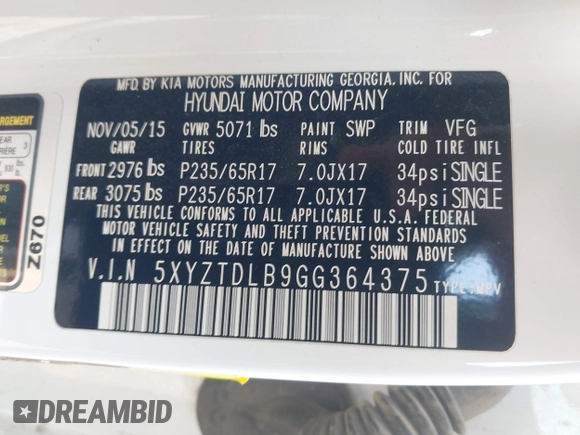 MFD. BY KIA MOTORS MANUFACTURING GEORGIA, INC. FOR
HYUNDAI MOTOR COMPANY
NOV/05/15 GVWR 5071 lbs PAINT SWP TRIM VFG
GAWR TIRES RIMS COLD TIRE INFL
FRONT 2976 lbs P235/65R17 7.0JX17 34psi SINGLE
REAR 3075 lbs P235/65R17 7.0JX17 34psi SINGLE
THIS VEHICLE CONFORMS TO ALL APPLICABLE U.S.A. FEDERAL
MOTOR VEHICLE SAFETY AND THEFT PREVENTION STANDARDS IN
EFFECT ON THE DATE OF MANUFACTURE SHOWN ABOVE.
V.I.N 5XYZTDLB9GG364375 TYPE:MPV
Z670
DREAMBID